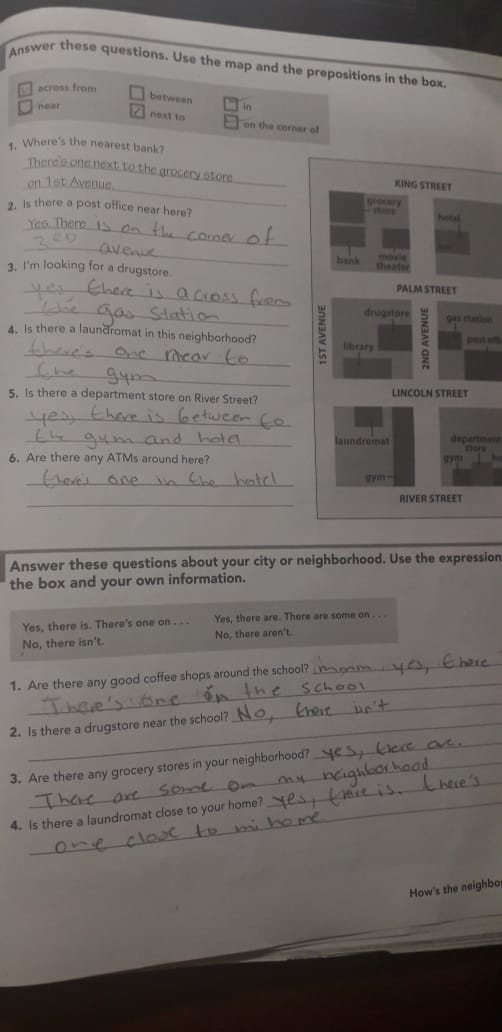 Answer these questions. Use the map and the prepositions in the box.
across from between in
near next to on the corner of
1. Where's the nearest bank?
There's one next to the grocery store
on 1st Avenue.
2. Is there a post office near here?
Yes. There is on the corner of
avenue
3. I'm looking for a drugstore.
yes there is across from
the gas station
4. Is there a laundromat in this neighborhood?
there's one near to
the gym
5. Is there a department store on River Street?
yes, there is between to
the gym and hotel
6. Are there any ATMs around here?
there's one in the hotel
KING STREET
grocery
store
hotel
bank movie
theater
PALM STREET
1ST AVENUE
drugstore
2ND AVENUE
gas station
library
post offi
LINCOLN STREET
laundromat
department
store
gym ho
gym
RIVER STREET
Answer these questions about your city or neighborhood. Use the expression
the box and your own information.
Yes, there is. There's one on . . . Yes, there are. There are some on . . .
No, there isn't. No, there aren't.
1. Are there any good coffee shops around the school? yes, there
There's one in the school
2. Is there a drugstore near the school? No, there isn't
3. Are there any grocery stores in your neighborhood? yes, there are.
There are some on my neighborhood
4. Is there a laundromat close to your home? yes, there is. there's
one close to mi home
How's the neighbo